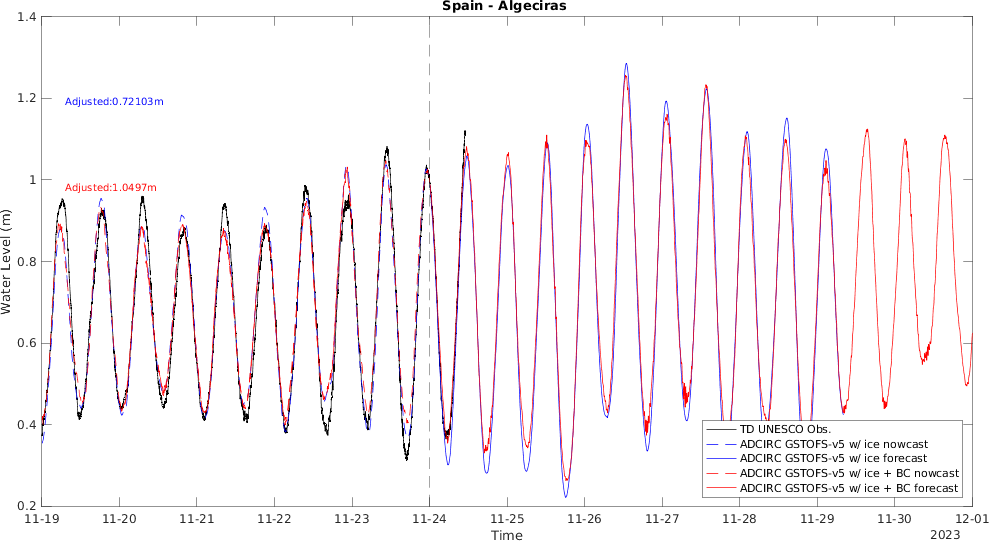 Spain - Algeciras
1.4
1.2
1
0.8
0.6
0.4
0.2
Water Level (m)
Adjusted:0.72103m
Adjusted:1.0497m
TD UNESCO Obs.
ADCIRC GSTOFS-v5 w/ ice nowcast
ADCIRC GSTOFS-v5 w/ ice forecast
ADCIRC GSTOFS-v5 w/ ice + BC nowcast
ADCIRC GSTOFS-v5 w/ ice + BC forecast
11-19 11-20 11-21 11-22 11-23 11-24 11-25 11-26 11-27 11-28 11-29 11-30 12-01
Time
2023